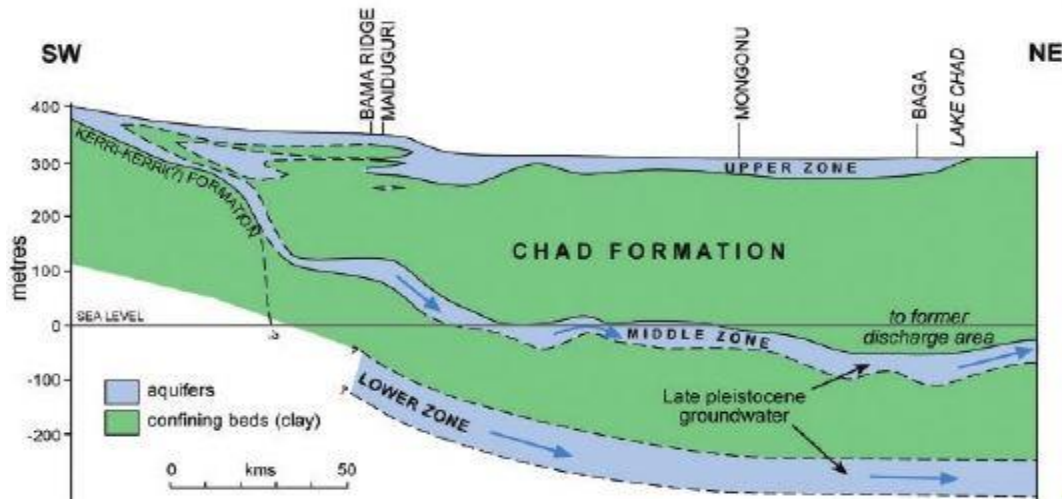 SW
BAMA RIDGE
MAIDUGURI
MONGONU
BAGA
LAKE CHAD
NE
400
300
200
100
0
-100
-200
metres
KERRI-KERRI(?) FORMATION
UPPER ZONE
CHAD FORMATION
SEA LEVEL
?
MIDDLE ZONE
to former
discharge area
?
?
LOWER ZONE
Late pleistocene
groundwater
aquifers
confining beds (clay)
0 50
kms